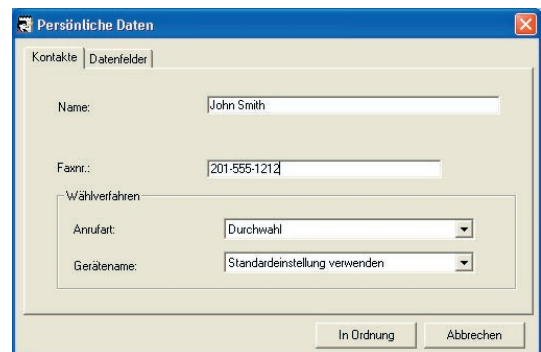 Persönliche Daten
Kontakte Datenfelder
Name: John Smith
Faxnr.: 201-555-1212
Wählverfahren
Anrufart: Durchwahl
Gerätename: Standardeinstellung verwenden
In Ordnung Abbrechen